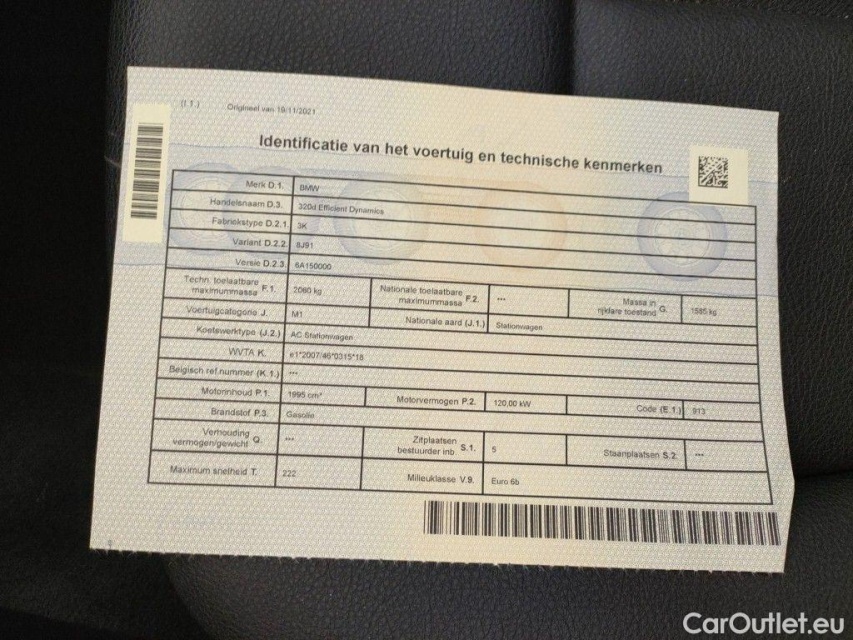 (I.1.) Origineel van 19/11/2021
Identificatie van het voertuig en technische kenmerken
Merk D.1. BMW
Handelsnaam D.3. 320d Efficient Dynamics
Fabriekstype D.2.1. 3K
Variant D.2.2. 8J91
Versie D.2.3. 6A150000
Techn. toelaatbare maximummassa F.1. 2060 kg Nationale toelaatbare maximummassa F.2. --- Massa in rijklare toestand G. 1585 kg
Voertuigcategorie J. M1 Nationale aard (J.1.) Stationwagen
Koetswerktype (J.2.) AC Stationwagen
WVTA K. e1*2007/46*0315*18
Belgisch ref.nummer (K.1.) ---
Motorinhoud P.1. 1995 cm³ Motorvermogen P.2. 120,00 kW Code (E.1.) 913
Brandstof P.3. Gasolie
Verhouding vermogen/gewicht Q. --- Zitplaatsen bestuurder inb. S.1. 5 Staanplaatsen S.2. ---
Maximum snelheid T. 222 Milieuklasse V.9. Euro 6b
CarOutlet.eu